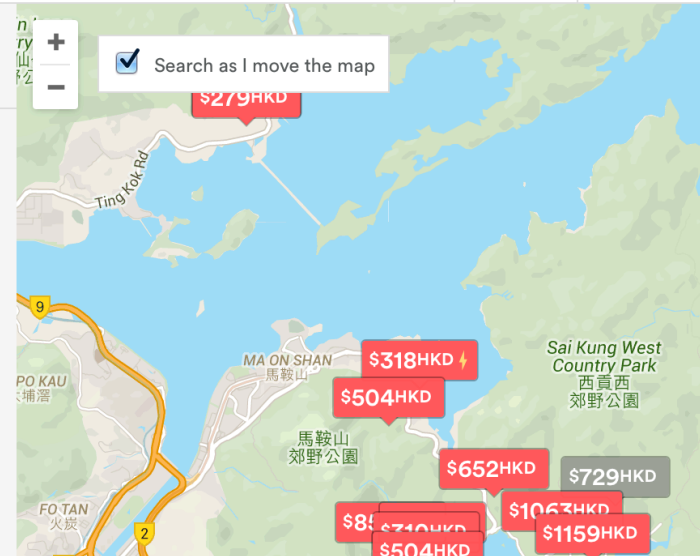 Search as I move the map
$279HKD
Ting Kok Rd
9
MA ON SHAN
馬鞍山
$318HKD
Sai Kung West
Country Park
西貢西
郊野公園
PO KAU
$504HKD
馬鞍山
郊野公園
$652HKD
$729HKD
FO TAN
火炭
$1063HKD
2
$319HKD
$1159HKD
$504HKD